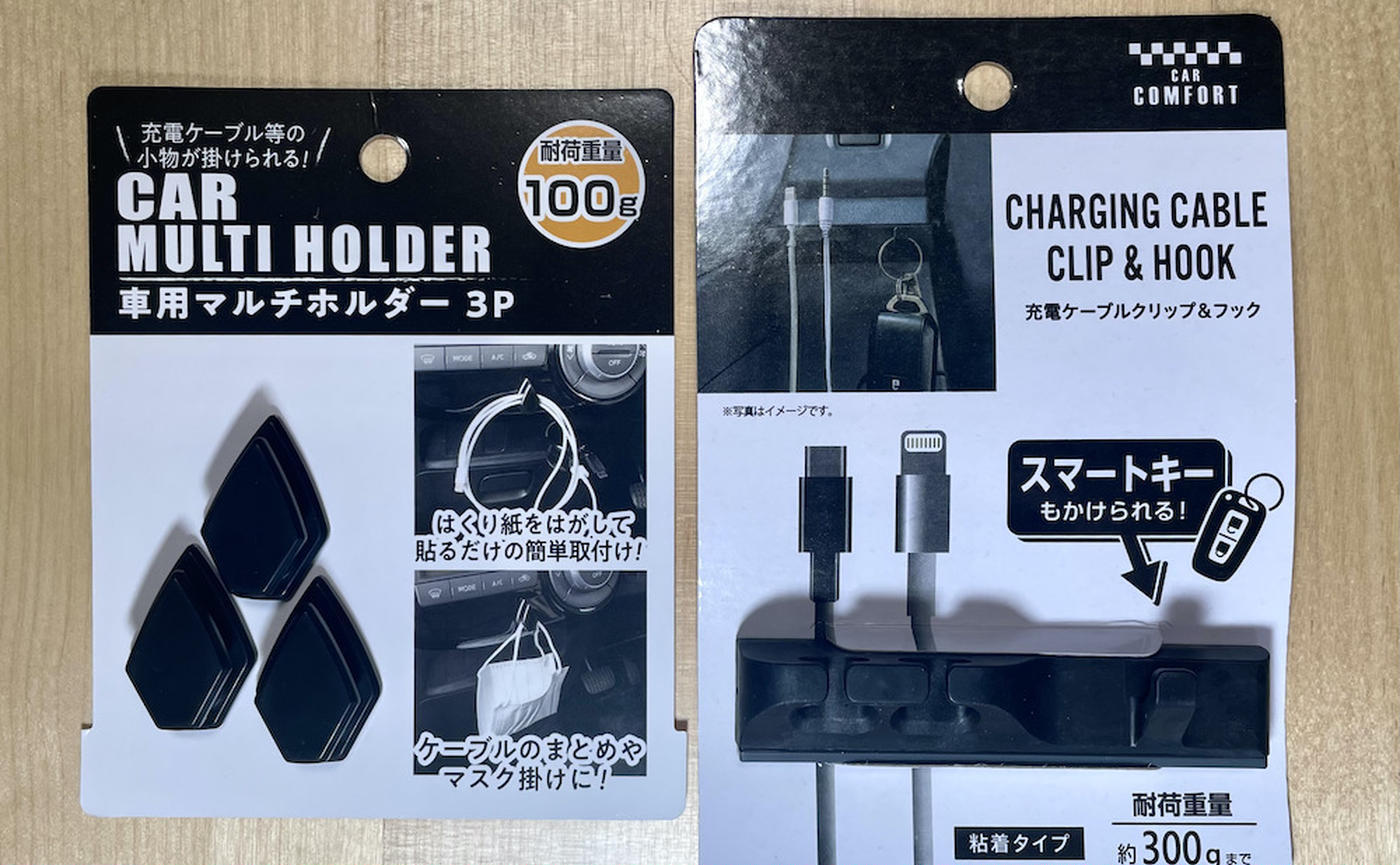 充電ケーブル等の
小物が掛けられる!
CAR
MULTI HOLDER
車用マルチホルダー 3P
耐荷重量
100g
MODE
A/C
OFF
はくり紙をはがして
貼るだけの簡単取付け!
MODE
A/C
ケーブルのまとめや
マスク掛けに!
CAR
COMFORT
CHARGING CABLE
CLIP & HOOK
充電ケーブルクリップ&フック
※写真はイメージです。
スマートキー
もかけられる!
耐荷重量
粘着タイプ
約300gまで